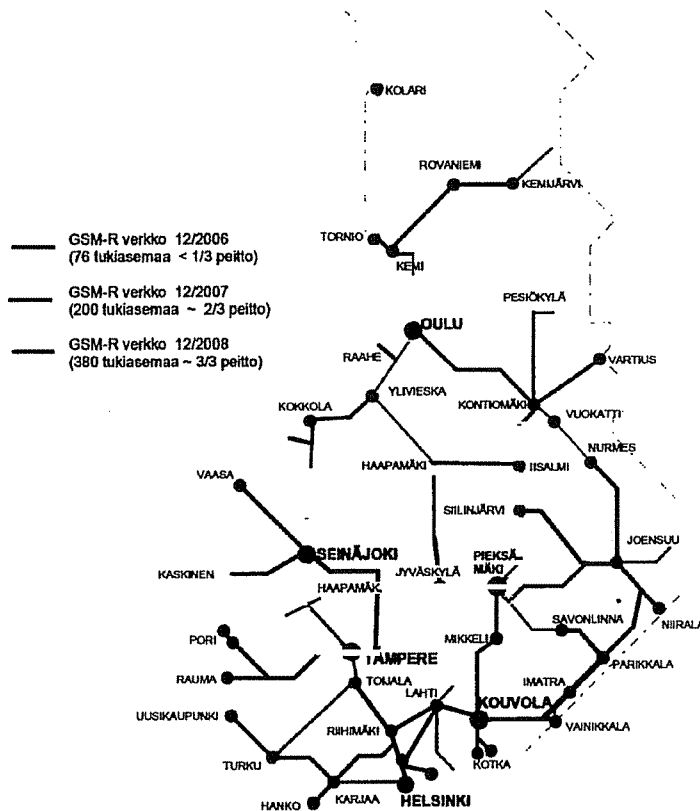 KOLARI
ROVANIEMI
KEMIJÄRVI
TORNIO
KEMI
GSM-R verkko 12/2006
(76 tukiasemaa < 1/3 peitto)
GSM-R verkko 12/2007
(200 tukiasemaa ~ 2/3 peitto)
GSM-R verkko 12/2008
(380 tukiasemaa ~ 3/3 peitto)
PESIÖKYLÄ
OULU
RAAHE
VARTIUS
YLIVIESKA
KONTIOMÄKI
KOKKOLA
VUOKATTI
NURMES
HAAPAMÄKI
IISALMI
VAASA
SIILINJÄRVI
JOENSUU
SEINÄJOKI
PIEKSÄ
MÄKI
KASKINEN
JYVÄSKYLÄ
HAAPAMÄK
SAVONLINNA
NIIRALA
PORI
MIKKELI
TAMPERE
PARIKKALA
RAUMA
TOIJALA
IMATRA
LAHTI
KOUVOLA
UUSIKAUPUNKI
RIIHIMÄKI
VAINIKKALA
TURKU
KOTKA
KARJAA
HELSINKI
HANKO